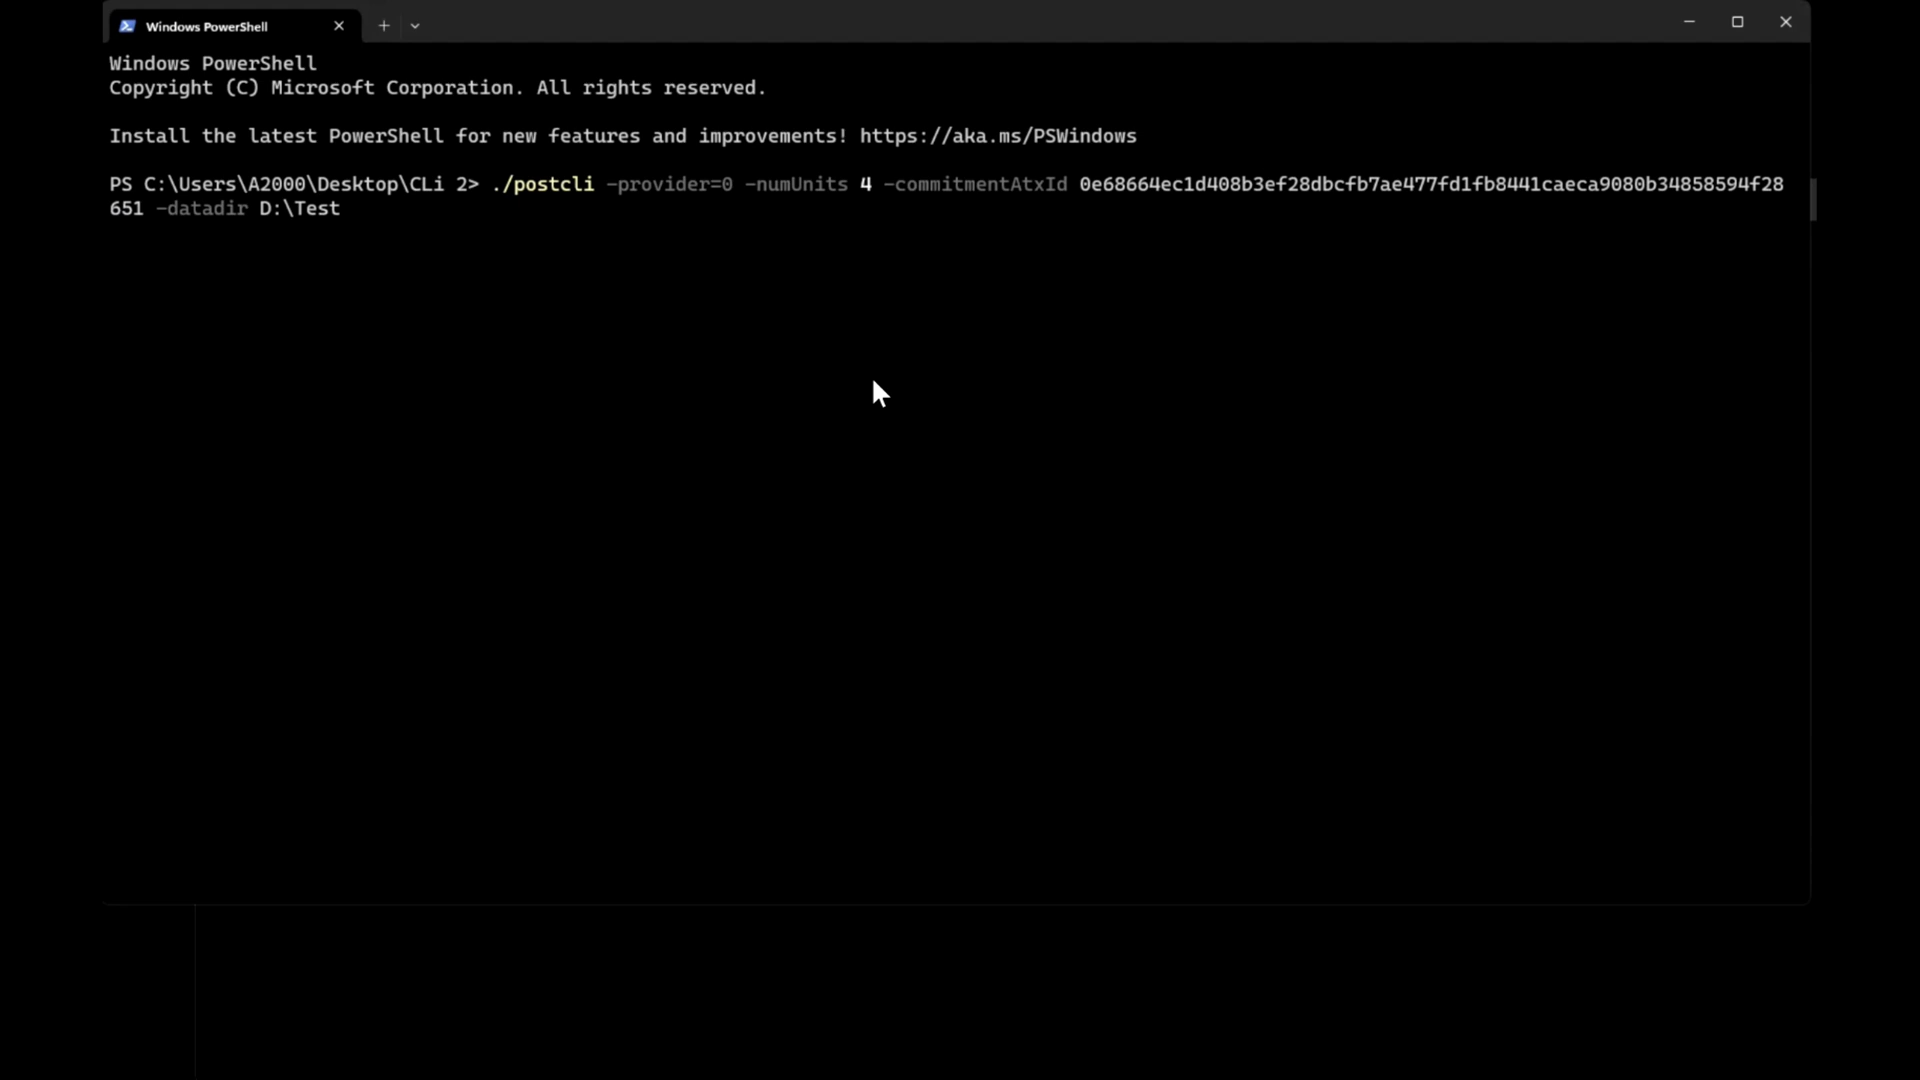 Windows PowerShell
Windows PowerShell
Copyright (C) Microsoft Corporation. All rights reserved.
Install the latest PowerShell for new features and improvements! https://aka.ms/PSWindows
PS C:\Users\A2000\Desktop\CLi 2> ./postcli -provider=0 -numUnits 4 -commitmentAtxId 0e68664ec1d408b3ef28dbcfb7ae477fd1fb8441caeca9080b34858594f28
651 -datadir D:\Test